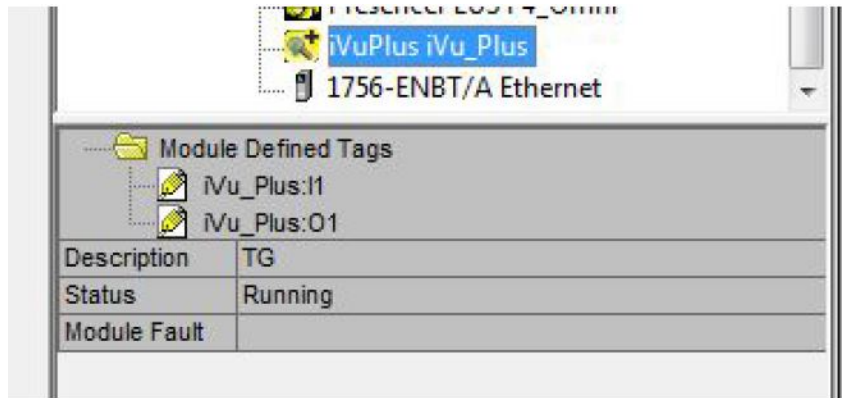 iVuPlus iVu_Plus
1756-ENBT/A Ethernet
Module Defined Tags
iVu_Plus:I1
iVu_Plus:O1
Description TG
Status Running
Module Fault